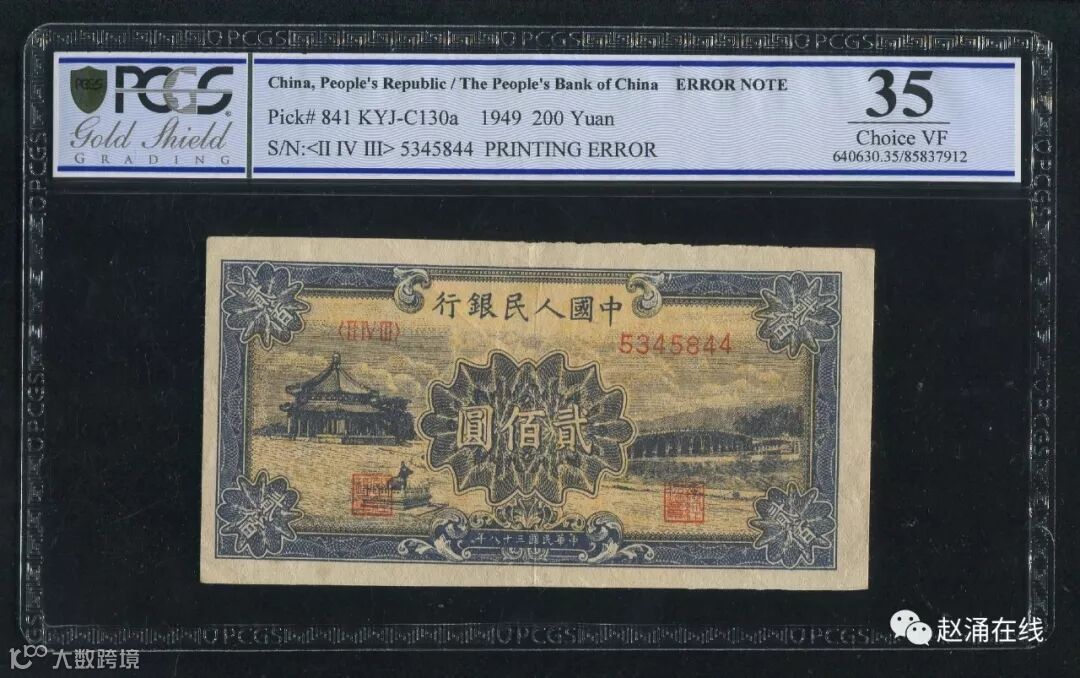 PCGS
Gold Shield
GRADING
China, People's Republic / The People's Bank of China ERROR NOTE
Pick# 841 KYJ-C130a 1949 200 Yuan
S/N:<II IV III> 5345844 PRINTING ERROR
35
Choice VF
640630.35/85837912
行銀民人國中
〈II IV III〉
5345844
圓佰貳
年八十三國民華中
赵涌在线
大数跨境